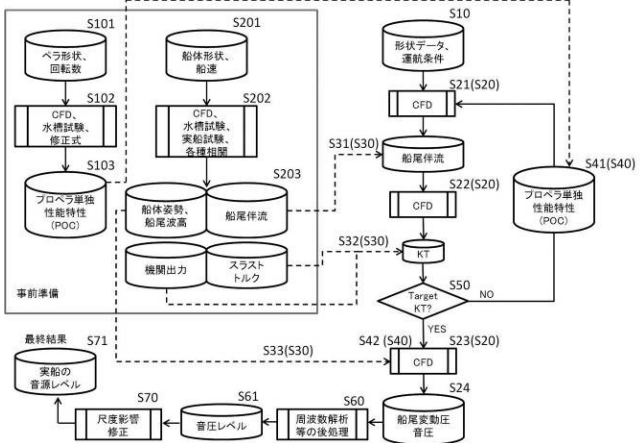 S101
ペラ形状、
回転数
S102
CFD、
水槽試験、
修正式
S103
プロペラ単独
性能特性
(POC)
S201
船体形状、
船速
S202
CFD、
水槽試験、
実船試験、
各種相関
S203
船体姿勢、
船尾波高
船尾伴流
機関出力
スラスト
トルク
事前準備
S10
形状データ、
運航条件
S21(S20)
CFD
S31(S30)
船尾伴流
S22(S20)
CFD
S41(S40)
プロペラ単独
性能特性
(POC)
S32(S30)
KT
S50
Target
KT?
NO
YES
S33(S30)
S42 (S40)
S23(S20)
CFD
S24
船尾変動圧
音圧
S60
周波数解析
等の後処理
S61
音圧レベル
S70
尺度影響
修正
最終結果
S71
実船の
音源レベル